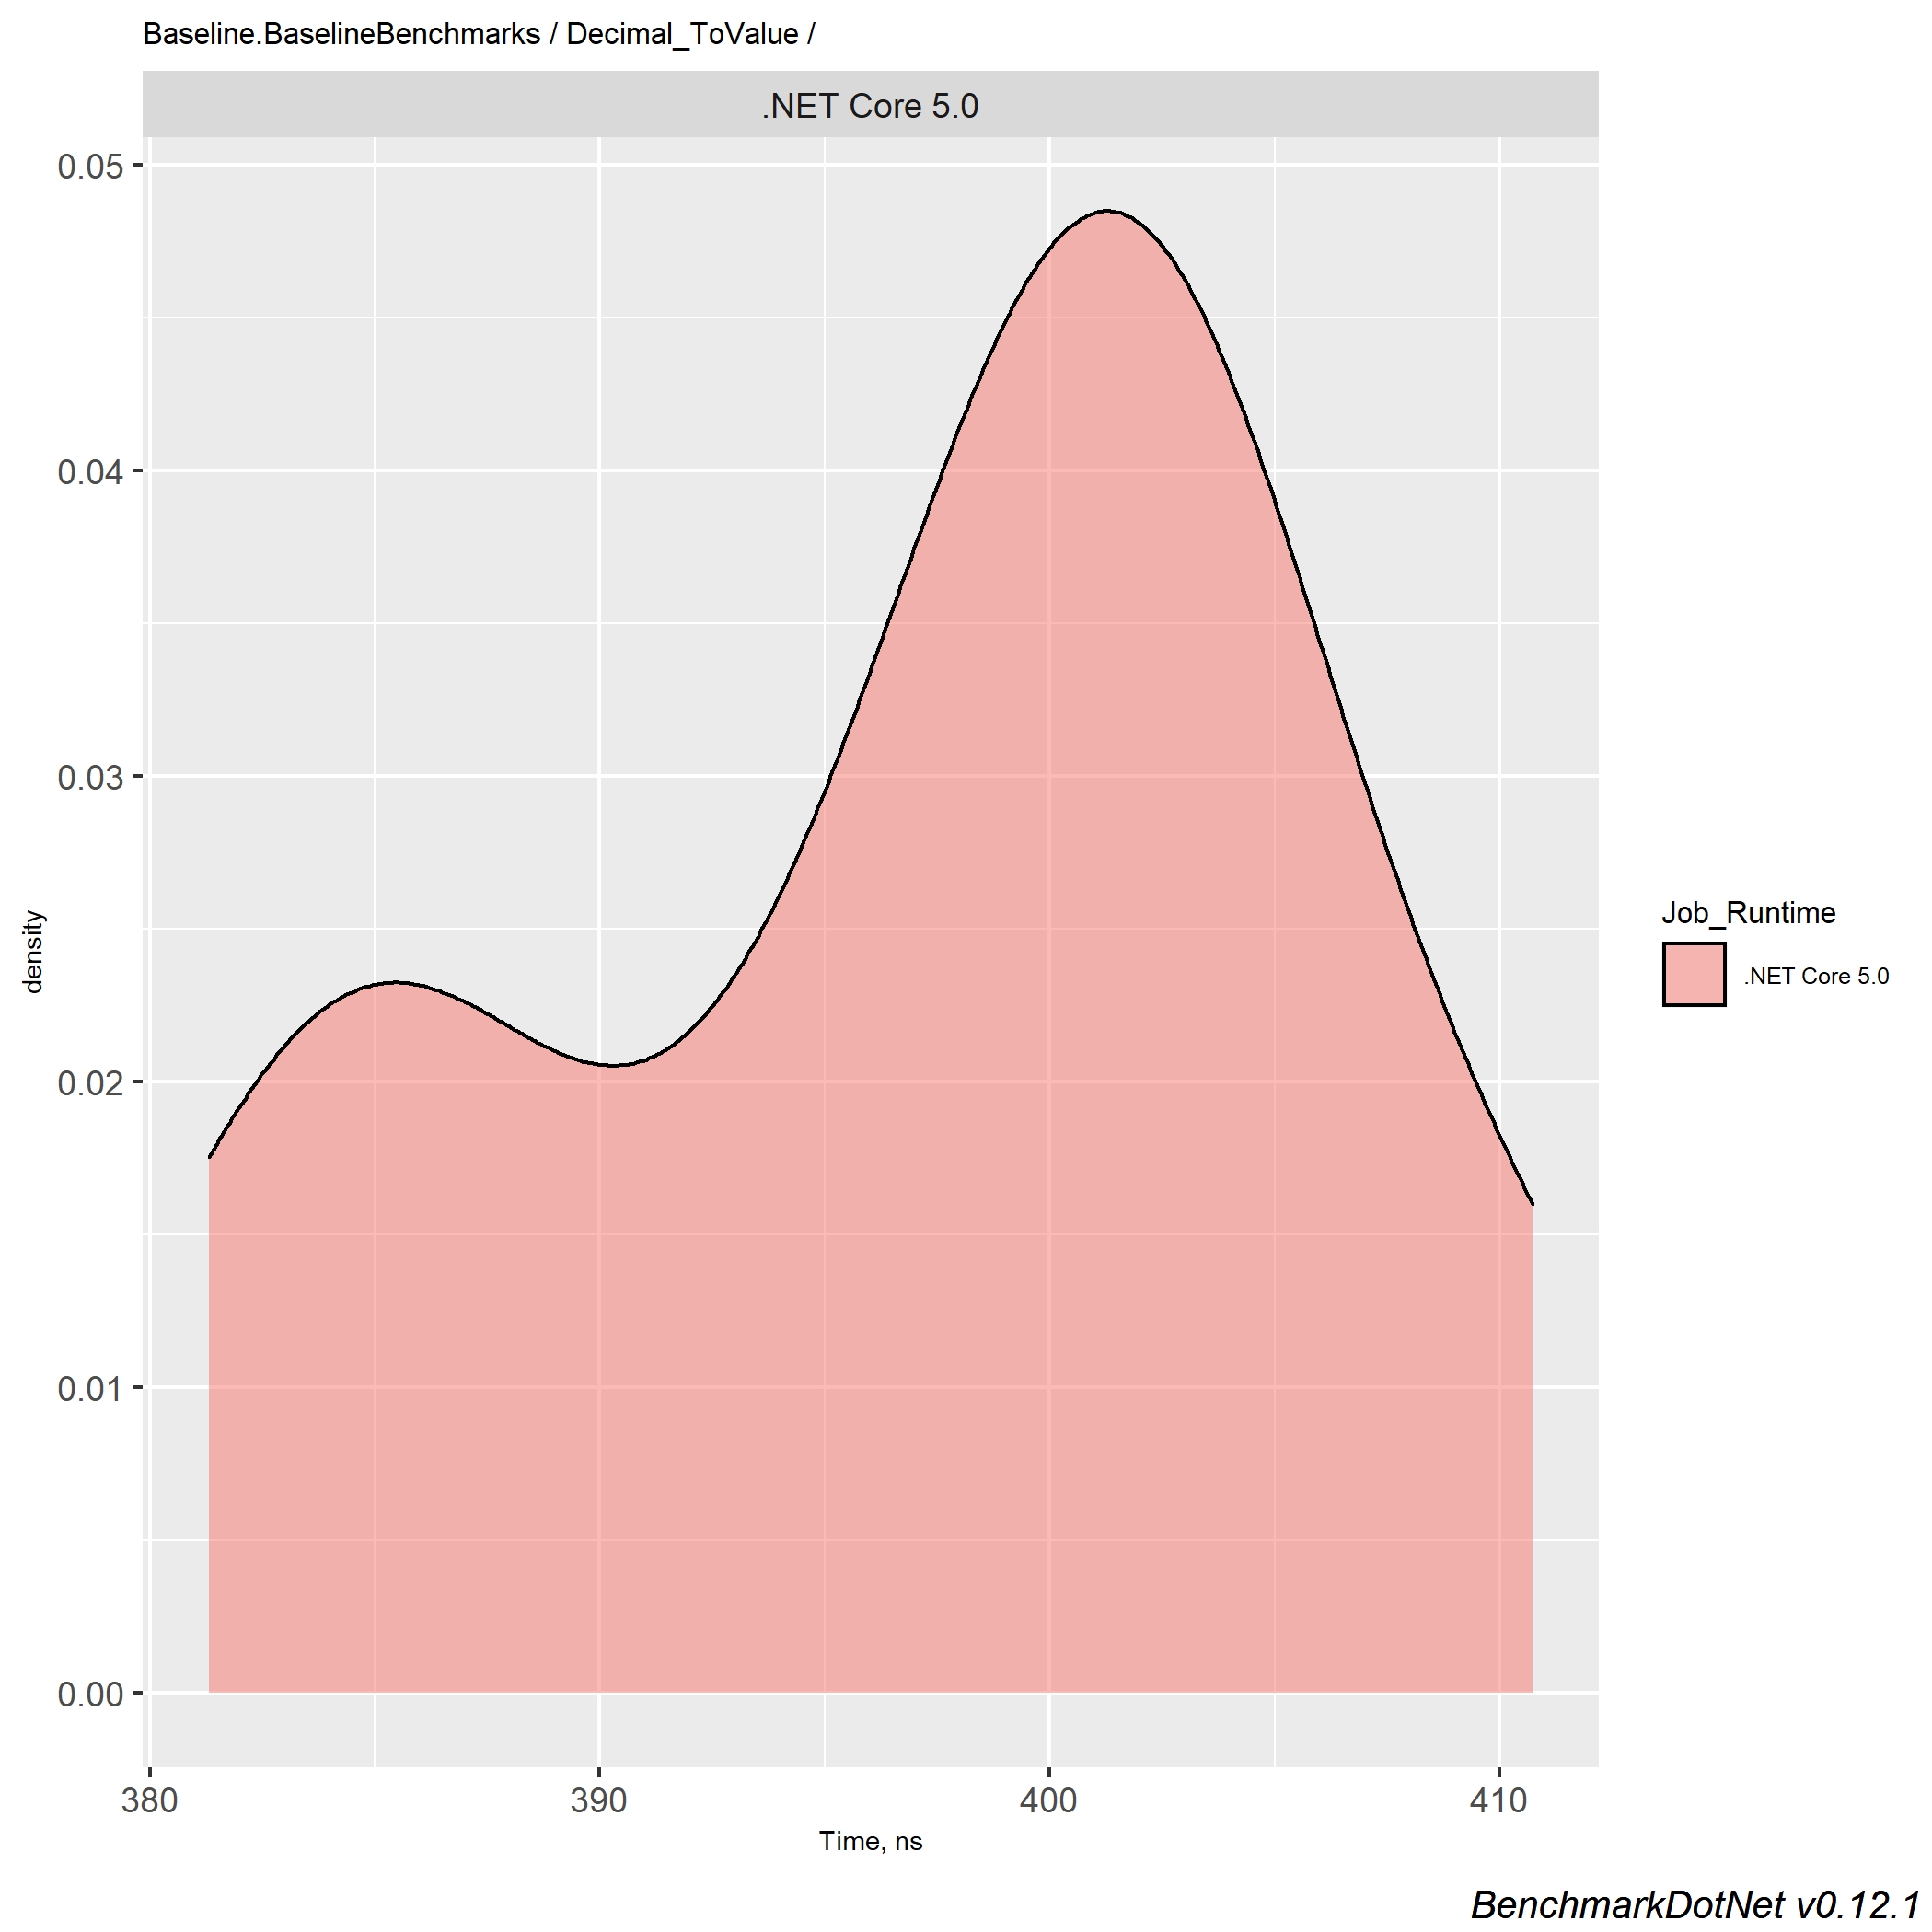 Baseline.BaselineBenchmarks / Decimal_ToValue /
.NET Core 5.0
0.05
0.04
0.03
0.02
0.01
0.00
density
380 390 400 410
Time, ns
Job_Runtime
.NET Core 5.0
BenchmarkDotNet v0.12.1